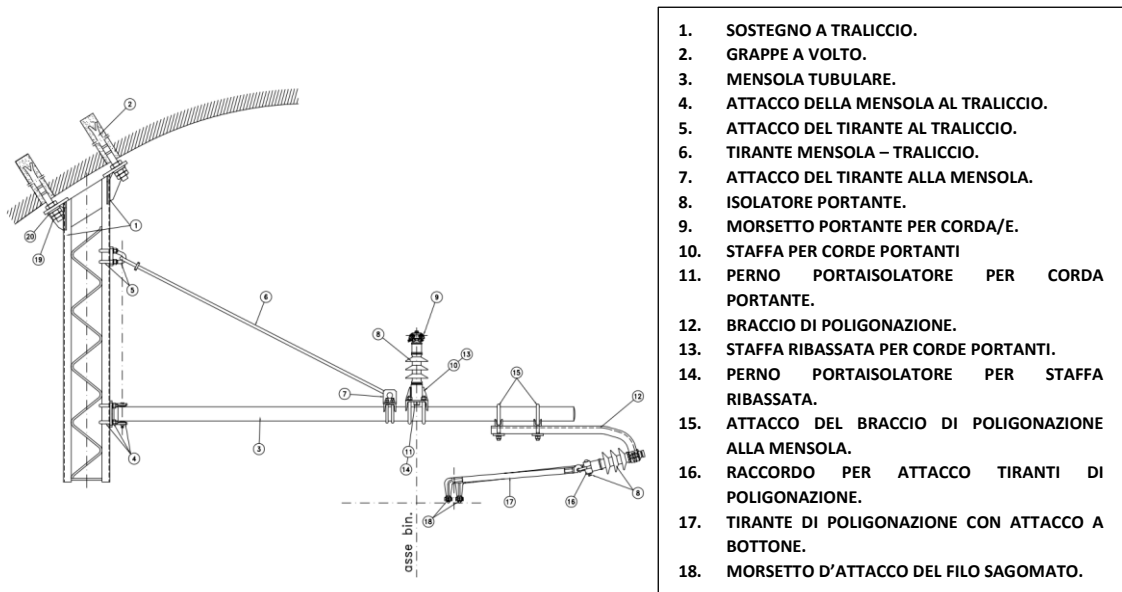 2
20
19
1
5
6
9
8
10
13
7
15
12
4
3
11
14
8
16
17
18
asse bin.
1. SOSTEGNO A TRALICCIO.
2. GRAPPE A VOLTO.
3. MENSOLA TUBULARE.
4. ATTACCO DELLA MENSOLA AL TRALICCIO.
5. ATTACCO DEL TIRANTE AL TRALICCIO.
6. TIRANTE MENSOLA – TRALICCIO.
7. ATTACCO DEL TIRANTE ALLA MENSOLA.
8. ISOLATORE PORTANTE.
9. MORSETTO PORTANTE PER CORDA/E.
10. STAFFA PER CORDE PORTANTI
11. PERNO PORTAISOLATORE PER CORDA
PORTANTE.
12. BRACCIO DI POLIGONAZIONE.
13. STAFFA RIBASSATA PER CORDE PORTANTI.
14. PERNO PORTAISOLATORE PER STAFFA
RIBASSATA.
15. ATTACCO DEL BRACCIO DI POLIGONAZIONE
ALLA MENSOLA.
16. RACCORDO PER ATTACCO TIRANTI DI
POLIGONAZIONE.
17. TIRANTE DI POLIGONAZIONE CON ATTACCO A
BOTTONE.
18. MORSETTO D’ATTACCO DEL FILO SAGOMATO.